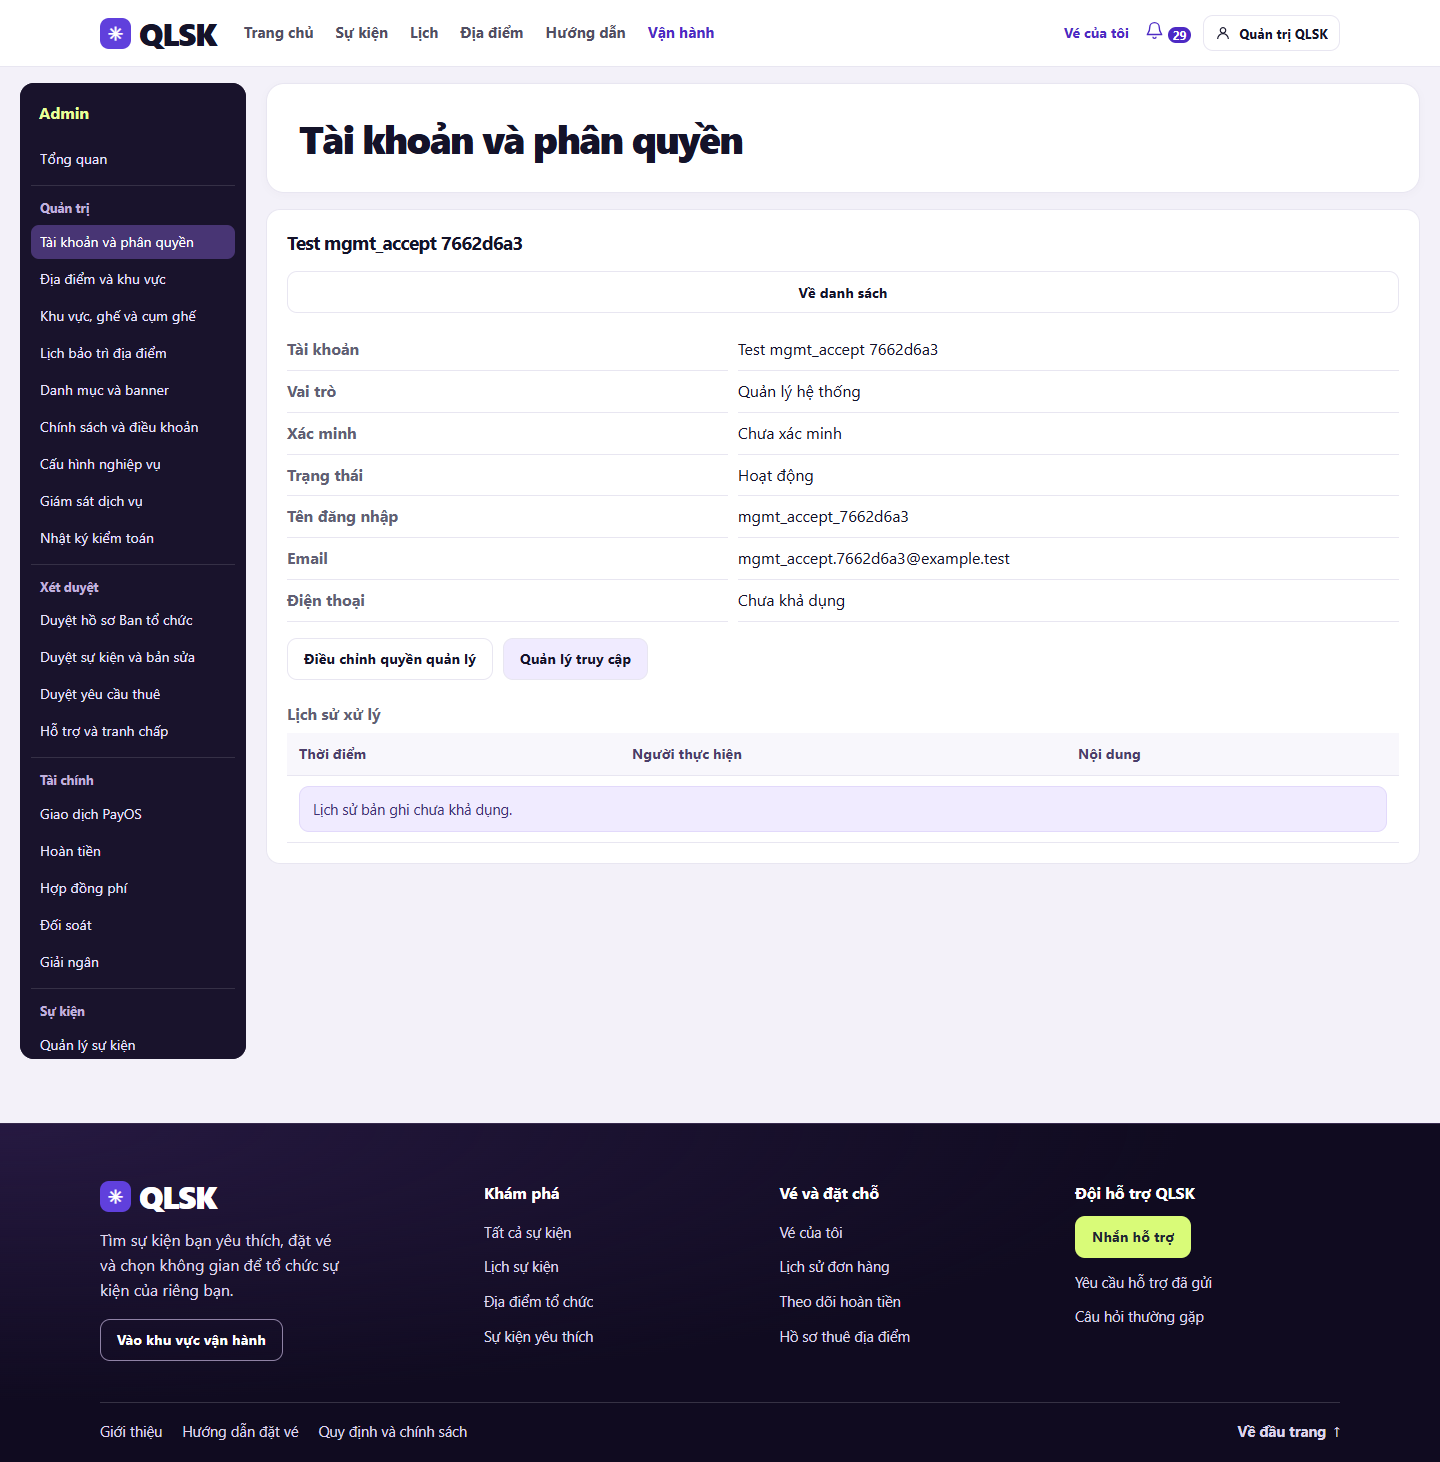 QLSK
Trang chủ
Sự kiện
Lịch
Địa điểm
Hướng dẫn
Vận hành
Vé của tôi
29
Quản trị QLSK
Admin
Tổng quan
Quản trị
Tài khoản và phân quyền
Địa điểm và khu vực
Khu vực, ghế và cụm ghế
Lịch bảo trì địa điểm
Danh mục và banner
Chính sách và điều khoản
Cấu hình nghiệp vụ
Giám sát dịch vụ
Nhật ký kiểm toán
Xét duyệt
Duyệt hồ sơ Ban tổ chức
Duyệt sự kiện và bản sửa
Duyệt yêu cầu thuê
Hỗ trợ và tranh chấp
Tài chính
Giao dịch PayOS
Hoàn tiền
Hợp đồng phí
Đối soát
Giải ngân
Sự kiện
Quản lý sự kiện
Tài khoản và phân quyền
Test mgmt_accept 7662d6a3
Về danh sách
Tài khoản Test mgmt_accept 7662d6a3
Vai trò Quản lý hệ thống
Xác minh Chưa xác minh
Trạng thái Hoạt động
Tên đăng nhập mgmt_accept_7662d6a3
Email mgmt_accept.7662d6a3@example.test
Điện thoại Chưa khả dụng
Điều chỉnh quyền quản lý
Quản lý truy cập
Lịch sử xử lý
Thời điểm Người thực hiện Nội dung
Lịch sử bản ghi chưa khả dụng.
QLSK
Tìm sự kiện bạn yêu thích, đặt vé
và chọn không gian để tổ chức sự
kiện của riêng bạn.
Vào khu vực vận hành
Khám phá
Tất cả sự kiện
Lịch sự kiện
Địa điểm tổ chức
Sự kiện yêu thích
Vé và đặt chỗ
Vé của tôi
Lịch sử đơn hàng
Theo dõi hoàn tiền
Hồ sơ thuê địa điểm
Đội hỗ trợ QLSK
Nhắn hỗ trợ
Yêu cầu hỗ trợ đã gửi
Câu hỏi thường gặp
Giới thiệu
Hướng dẫn đặt vé
Quy định và chính sách
Về đầu trang ↑